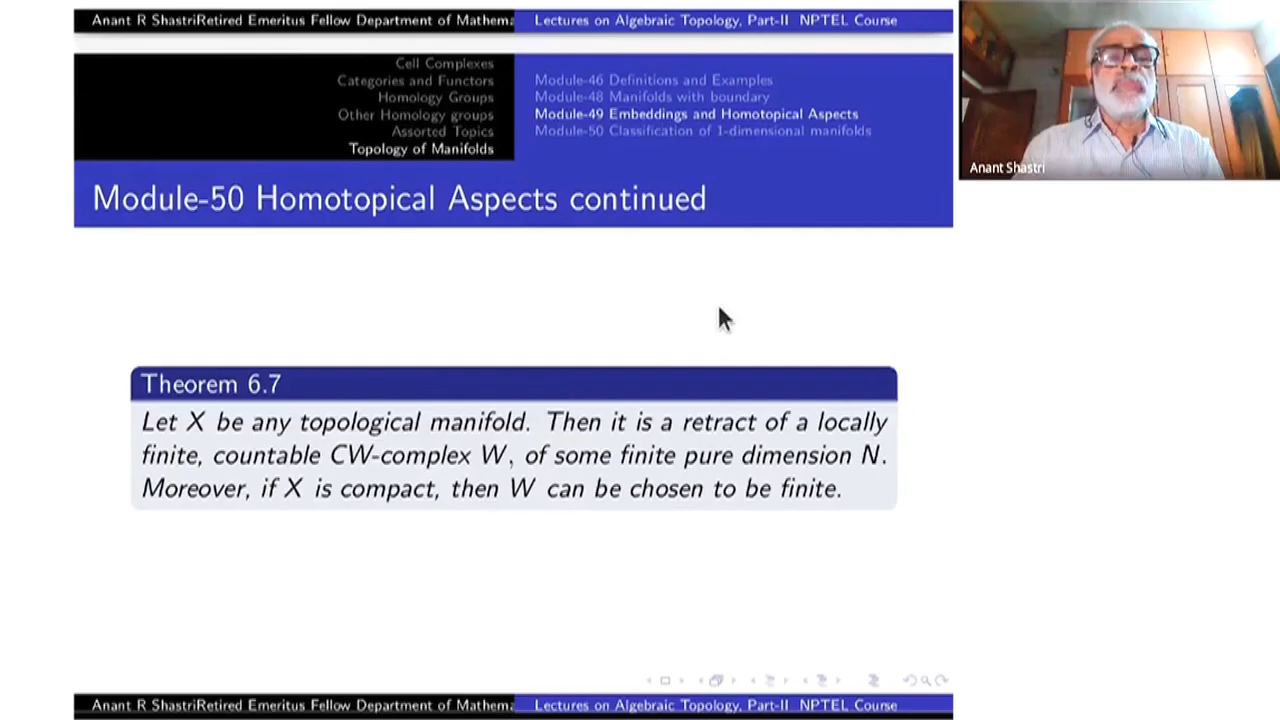 Anant R ShastriRetired Emeritus Fellow Department of Mathema
Lectures on Algebraic Topology, Part-II NPTEL Course
Cell Complexes
Categories and Functors
Homology Groups
Other Homology groups
Assorted Topics
Topology of Manifolds
Module-46 Definitions and Examples
Module-48 Manifolds with boundary
Module-49 Embeddings and Homotopical Aspects
Module-50 Classification of 1-dimensional manifolds
Module-50 Homotopical Aspects continued
Anant Shastri
Theorem 6.7
Let X be any topological manifold. Then it is a retract of a locally
finite, countable CW-complex W, of some finite pure dimension N.
Moreover, if X is compact, then W can be chosen to be finite.
Anant R ShastriRetired Emeritus Fellow Department of Mathema
Lectures on Algebraic Topology, Part-II NPTEL Course